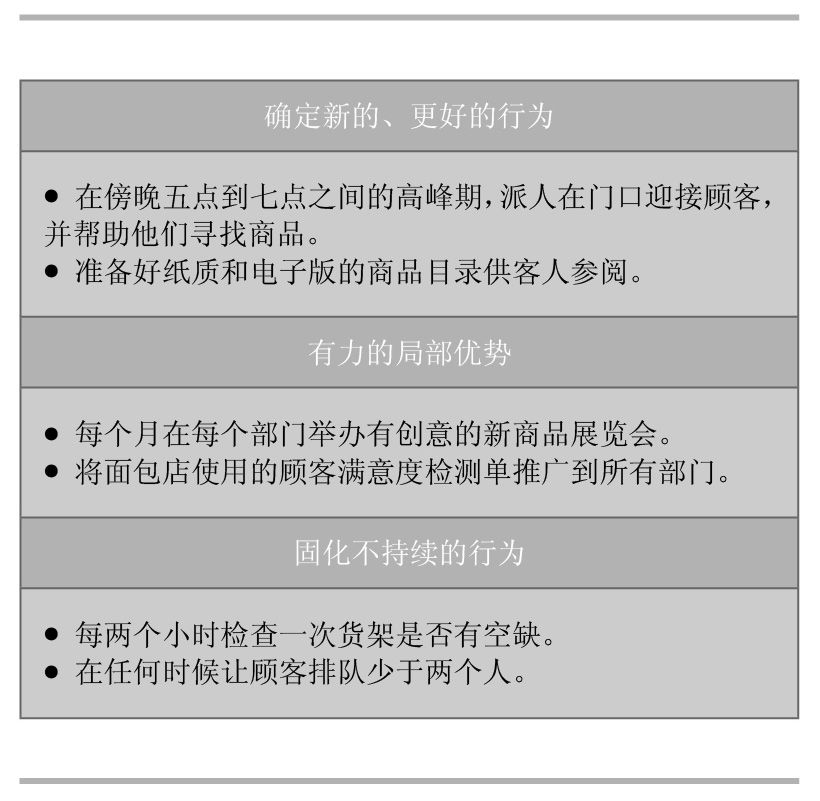 确定新的、更好的行为
● 在傍晚五点到七点之间的高峰期，派人在门口迎接顾客，
并帮助他们寻找商品。
● 准备好纸质和电子版的商品目录供客人参阅。
有力的局部优势
● 每个月在每个部门举办有创意的新商品展览会。
● 将面包店使用的顾客满意度检测单推广到所有部门。
固化不持续的行为
● 每两个小时检查一次货架是否有空缺。
● 在任何时候让顾客排队少于两个人。